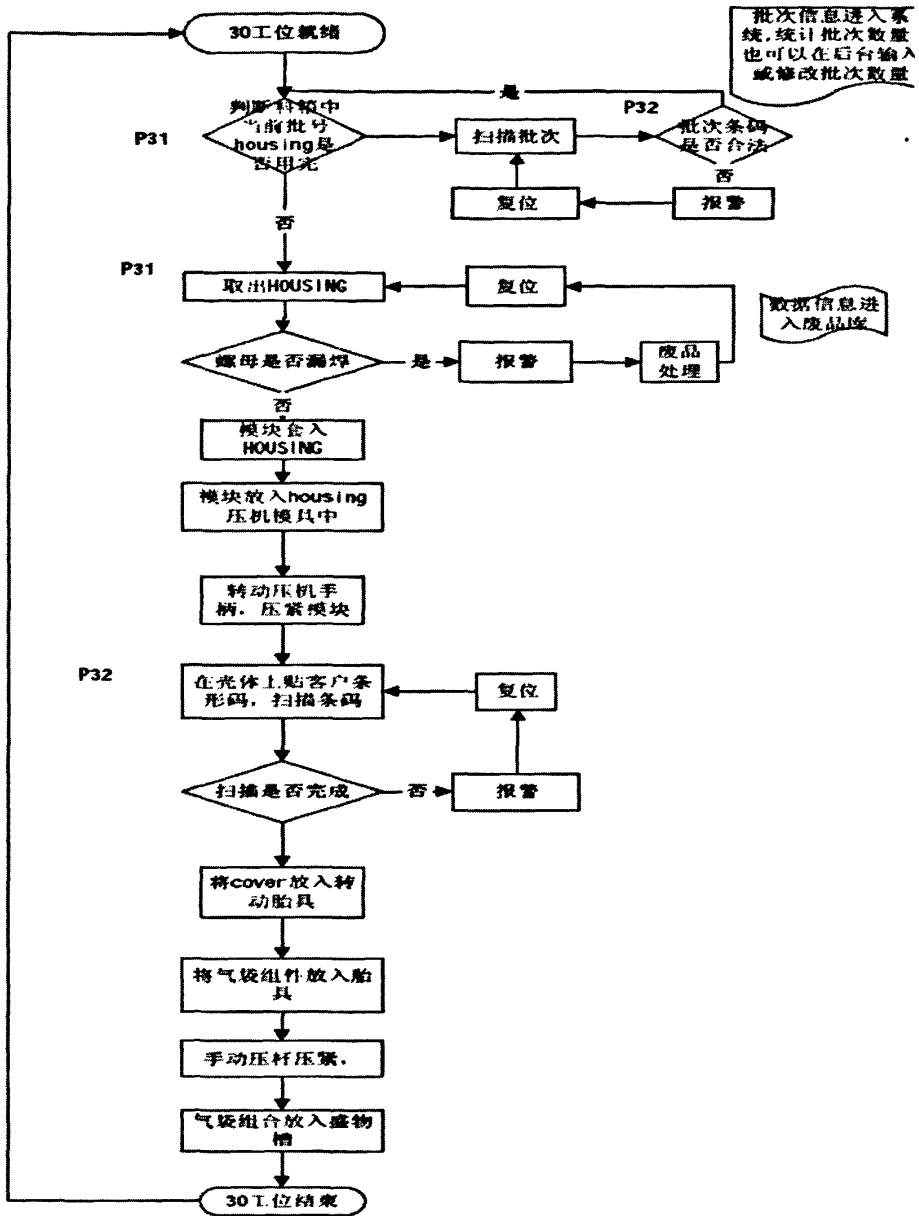 30工位就绪
批次信息进入系
统,统计批次数量
也可以在后台输入
或修改批次数量
是
P32
P31
判断料箱中
当前批号
housing是
否用完
扫描批次
批次条码
是否合法
否
复位
报警
否
P31
取出HOUSING
复位
数据信息进
入废品库
螺母是否漏焊
是
报警
废品
处理
否
模块套入
HOUSING
模块放入housing
压机模具中
转动压机手
柄，压紧模块
P32
在壳体上贴客户条
形码，扫描条码
复位
扫描是否完成
否
报警
将cover放入转
动胎具
将气袋组件放入胎
具
手动压杆压紧.
气袋组合放入盛物
槽
30工位结束